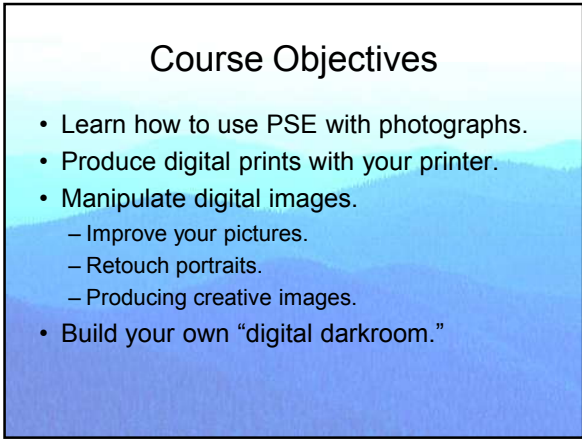 Course Objectives
• Learn how to use PSE with photographs.
• Produce digital prints with your printer.
• Manipulate digital images.
– Improve your pictures.
– Retouch portraits.
– Producing creative images.
• Build your own “digital darkroom.”